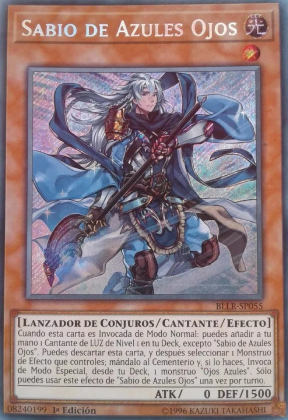 SABIO DE AZULES OJOS
光
BLLR-SP055
[LANZADOR DE CONJUROS/CANTANTE/EFECTO]
Cuando esta carta es Invocada de Modo Normal: puedes añadir a tu
mano 1 Cantante de LUZ de Nivel 1 en tu Deck, excepto "Sabio de Azules
Ojos". Puedes descartar esta carta, y después seleccionar 1 Monstruo
de Efecto que controles; mándalo al Cementerio y, si lo haces, Invoca
de Modo Especial, desde tu Deck, 1 monstruo "Ojos Azules". Sólo
puedes usar este efecto de "Sabio de Azules Ojos" una vez por turno.
ATK/ 0 DEF/1500
08240199 1ª Edición ©1996 KAZUKI TAKAHASHI